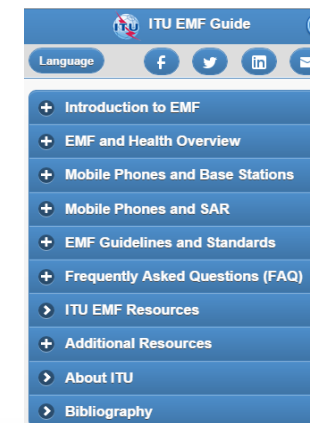 ITU EMF Guide
Language
Introduction to EMF
EMF and Health Overview
Mobile Phones and Base Stations
Mobile Phones and SAR
EMF Guidelines and Standards
Frequently Asked Questions (FAQ)
ITU EMF Resources
Additional Resources
About ITU
Bibliography